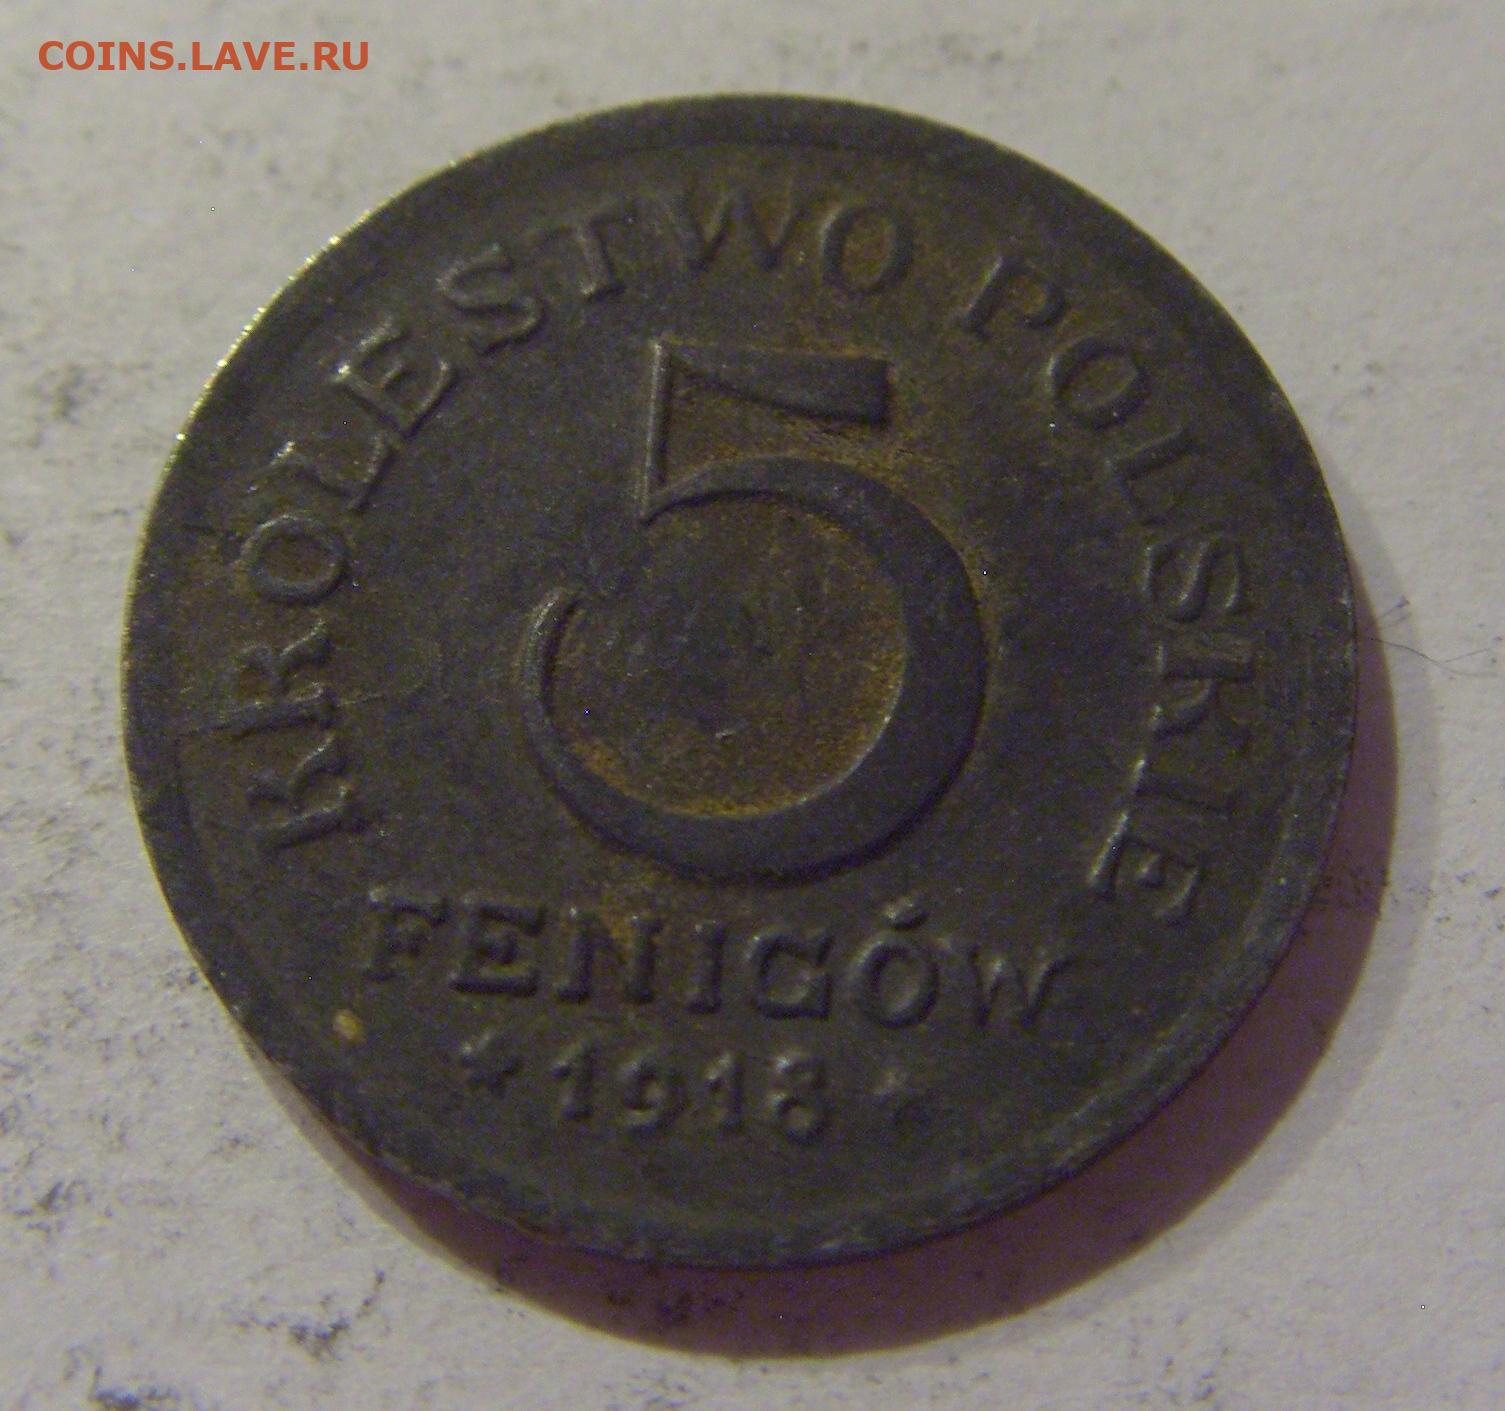 COINS.LAVE.RU
KRÓLESTWO POLSKIE
5
FENIGÓW
* 1918 *